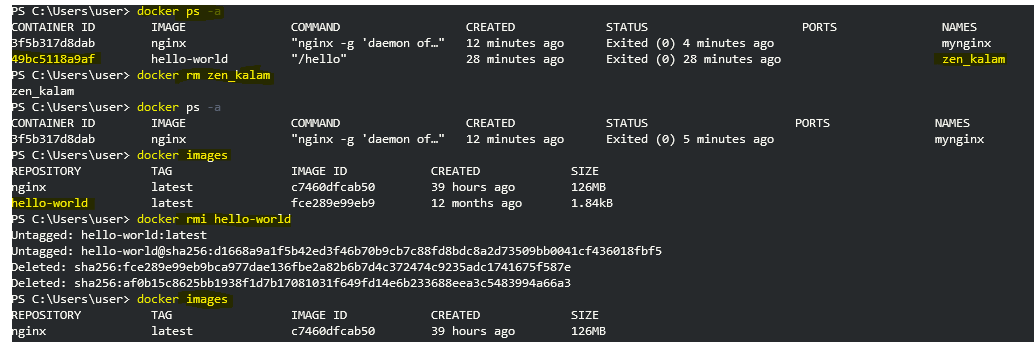 PS C:\Users\user> docker ps -a
CONTAINER ID IMAGE COMMAND CREATED STATUS PORTS NAMES
3f5b317d8dab nginx "nginx -g 'daemon of…" 12 minutes ago Exited (0) 4 minutes ago mynginx
49bc5118a9af hello-world "/hello" 28 minutes ago Exited (0) 28 minutes ago zen_kalam
PS C:\Users\user> docker rm zen_kalam
zen_kalam
PS C:\Users\user> docker ps -a
CONTAINER ID IMAGE COMMAND CREATED STATUS PORTS NAMES
3f5b317d8dab nginx "nginx -g 'daemon of…" 12 minutes ago Exited (0) 5 minutes ago mynginx
PS C:\Users\user> docker images
REPOSITORY TAG IMAGE ID CREATED SIZE
nginx latest c7460dfcab50 39 hours ago 126MB
hello-world latest fce289e99eb9 12 months ago 1.84kB
PS C:\Users\user> docker rmi hello-world
Untagged: hello-world:latest
Untagged: hello-world@sha256:d1668a9a1f5b42ed3f46b70b9cb7c88fd8bdc8a2d73509bb0041cf436018fbf5
Deleted: sha256:fce289e99eb9bca977dae136fbe2a82b6b7d4c372474c9235adc1741675f587e
Deleted: sha256:af0b15c8625bb1938f1d7b17081031f649fd14e6b233688eea3c5483994a66a3
PS C:\Users\user> docker images
REPOSITORY TAG IMAGE ID CREATED SIZE
nginx latest c7460dfcab50 39 hours ago 126MB